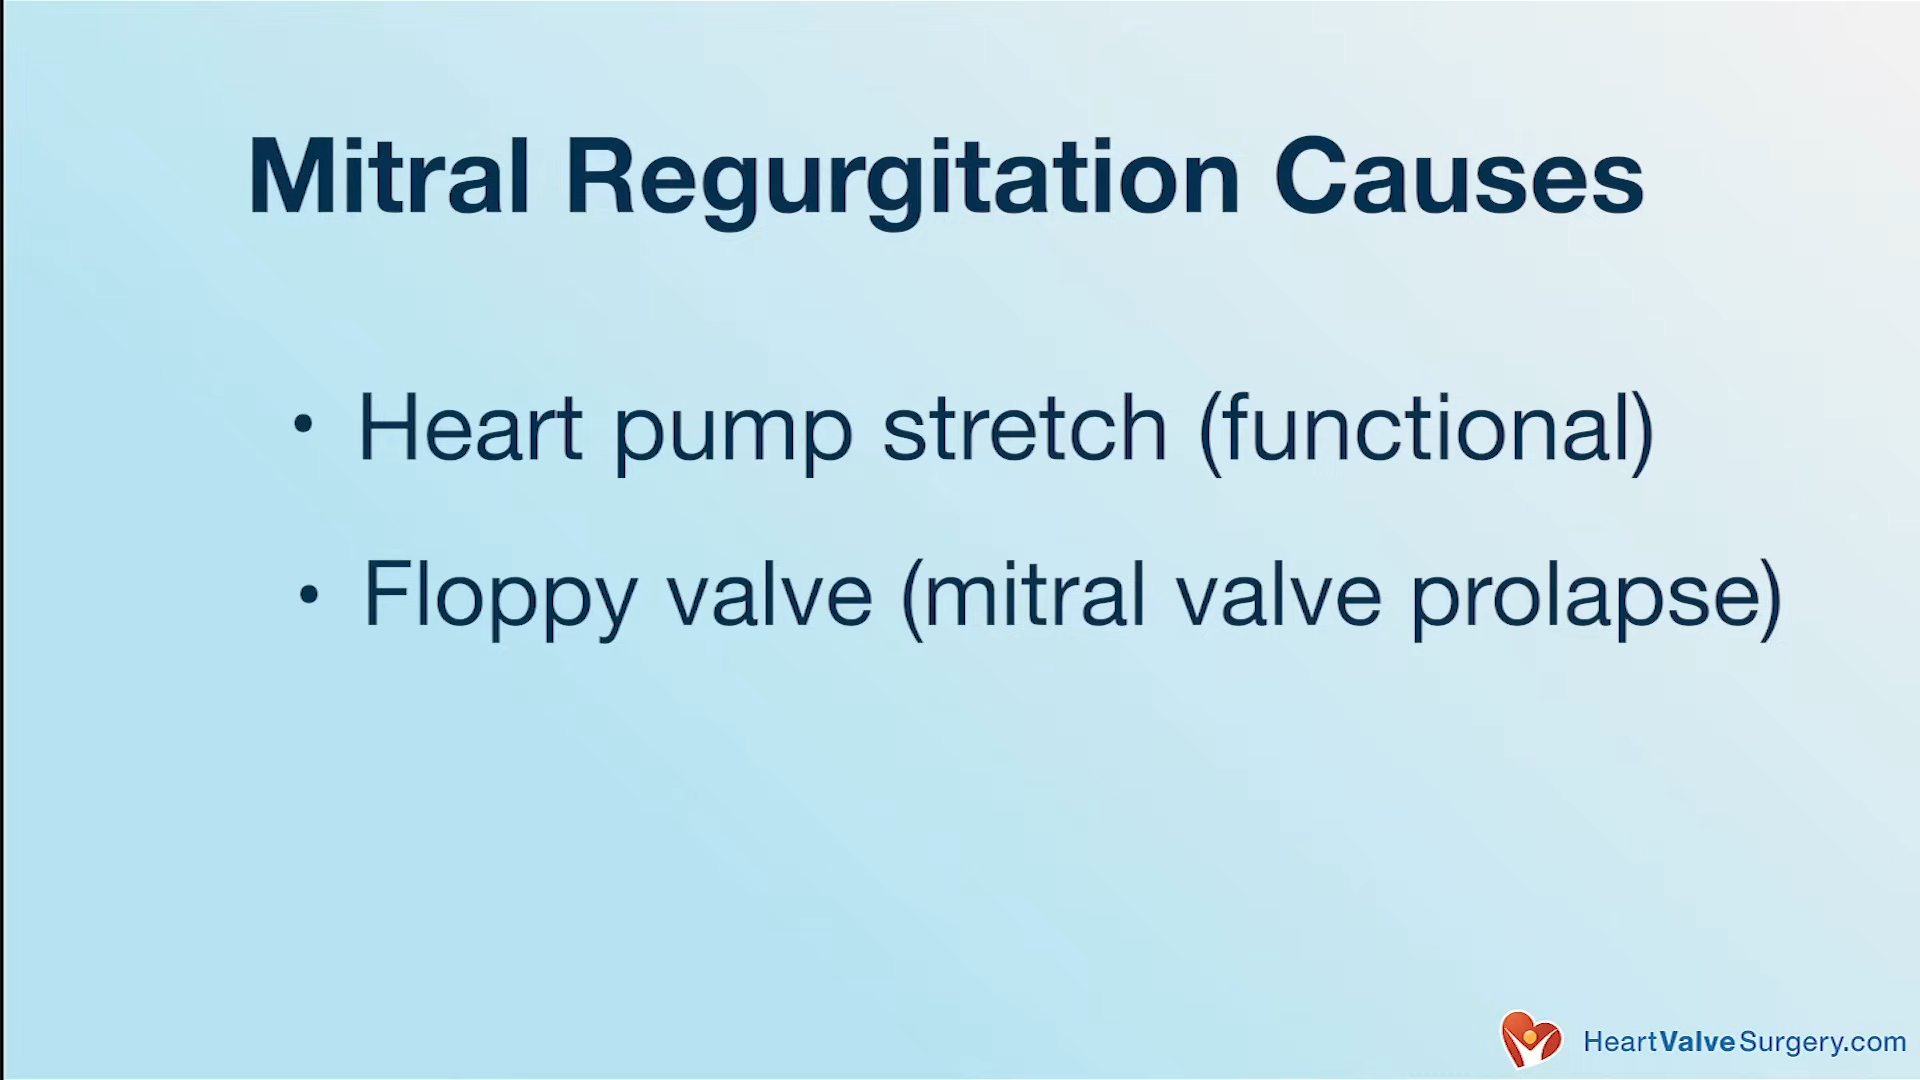 Mitral Regurgitation Causes
• Heart pump stretch (functional)
• Floppy valve (mitral valve prolapse)
HeartValveSurgery.com